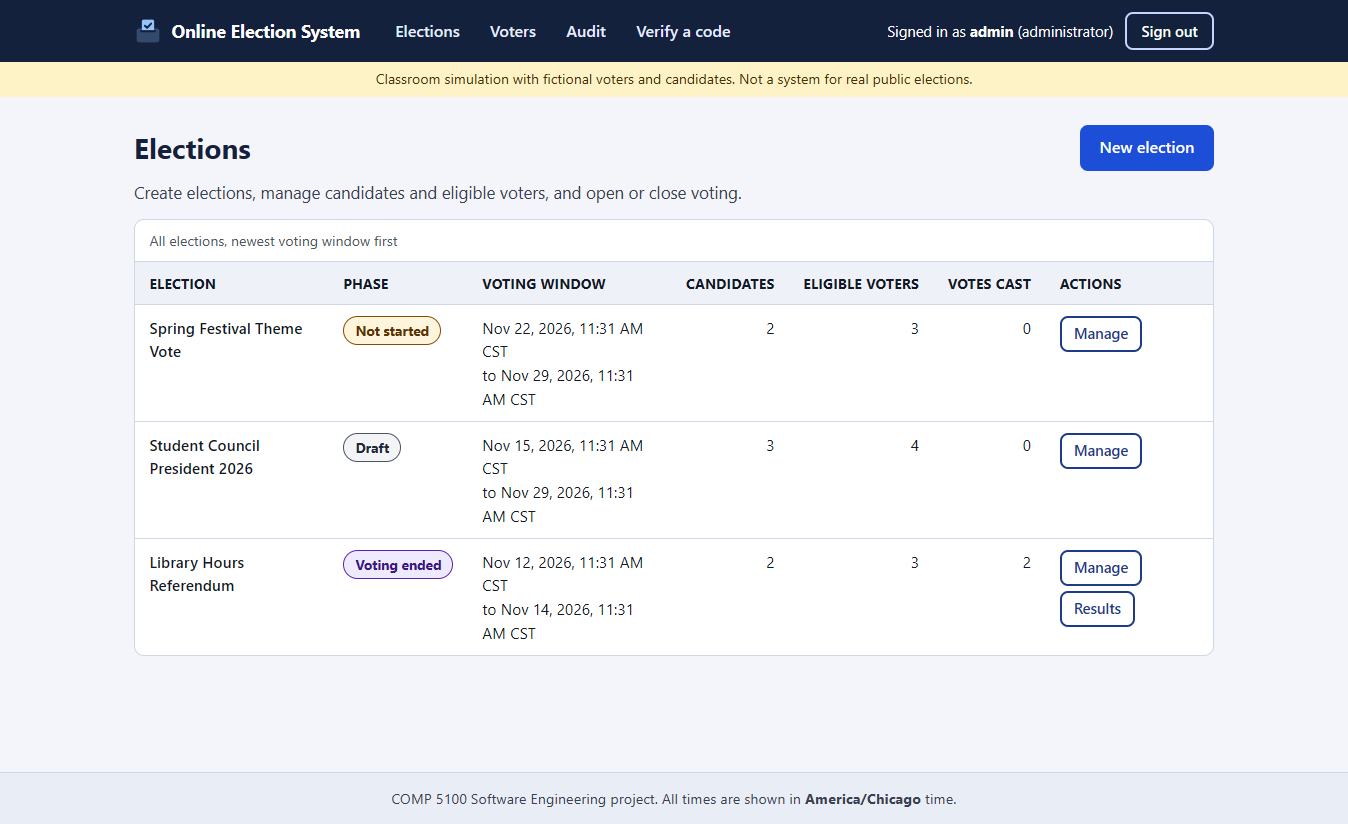 Online Election System
Elections
Voters
Audit
Verify a code
Signed in as admin (administrator)
Sign out
Classroom simulation with fictional voters and candidates. Not a system for real public elections.
Elections
New election
Create elections, manage candidates and eligible voters, and open or close voting.
All elections, newest voting window first
ELECTION
PHASE
VOTING WINDOW
CANDIDATES
ELIGIBLE VOTERS
VOTES CAST
ACTIONS
Spring Festival Theme
Vote
Not started
Nov 22, 2026, 11:31 AM
CST
to Nov 29, 2026, 11:31
AM CST
2
3
0
Manage
Student Council
President 2026
Draft
Nov 15, 2026, 11:31 AM
CST
to Nov 29, 2026, 11:31
AM CST
3
4
0
Manage
Library Hours
Referendum
Voting ended
Nov 12, 2026, 11:31 AM
CST
to Nov 14, 2026, 11:31
AM CST
2
3
2
Manage
Results
COMP 5100 Software Engineering project. All times are shown in America/Chicago time.